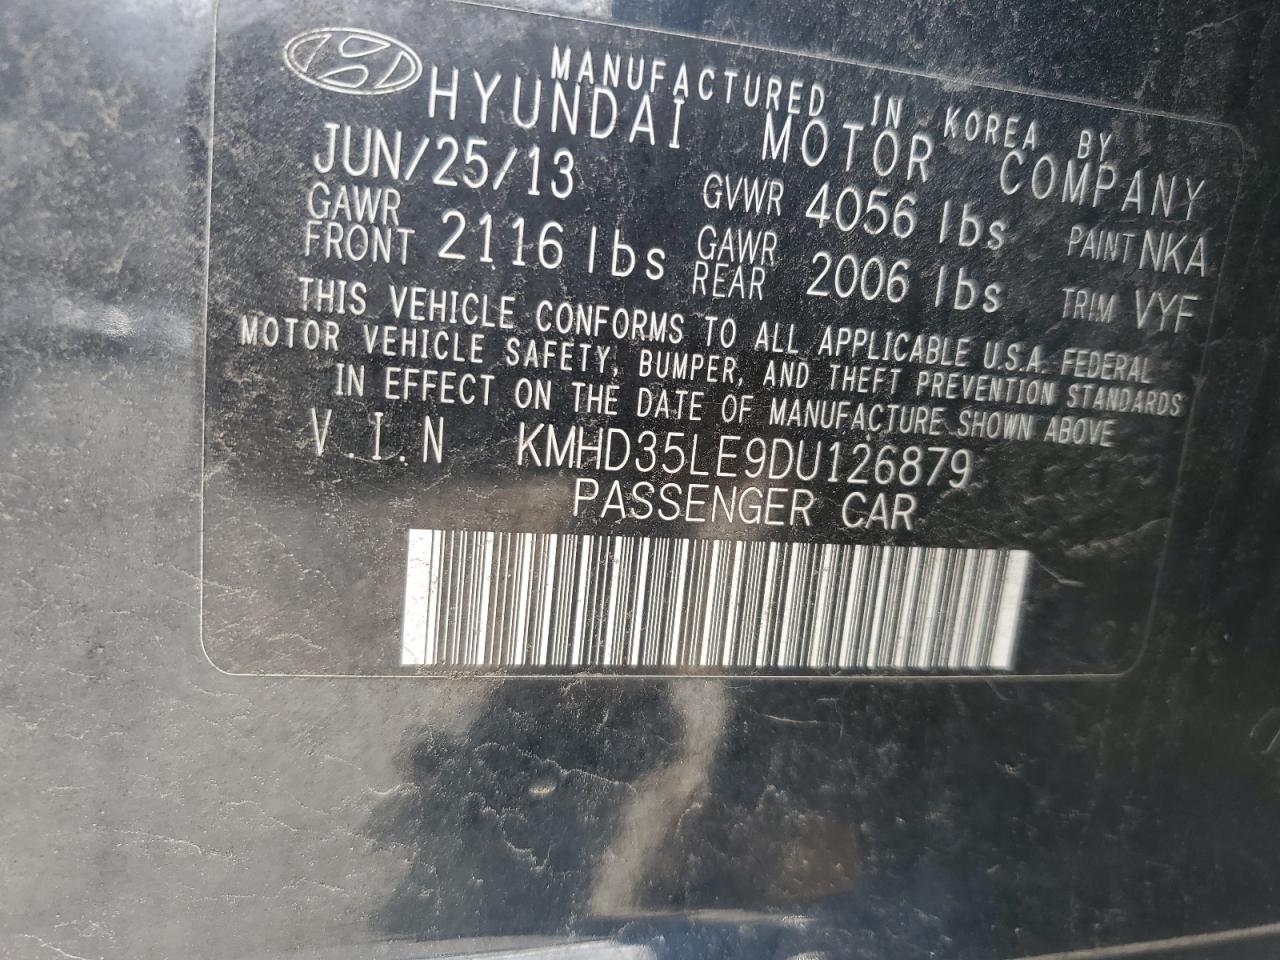 MANUFACTURED IN KOREA BY
HYUNDAI MOTOR COMPANY
JUN/25/13 GVWR 4056 lbs PAINT NKA
GAWR FRONT 2116 lbs GAWR REAR 2006 lbs TRIM VYF
THIS VEHICLE CONFORMS TO ALL APPLICABLE U.S.A. FEDERAL
MOTOR VEHICLE SAFETY, BUMPER, AND THEFT PREVENTION STANDARDS
IN EFFECT ON THE DATE OF MANUFACTURE SHOWN ABOVE
V.I.N KMHD35LE9DU126879
PASSENGER CAR